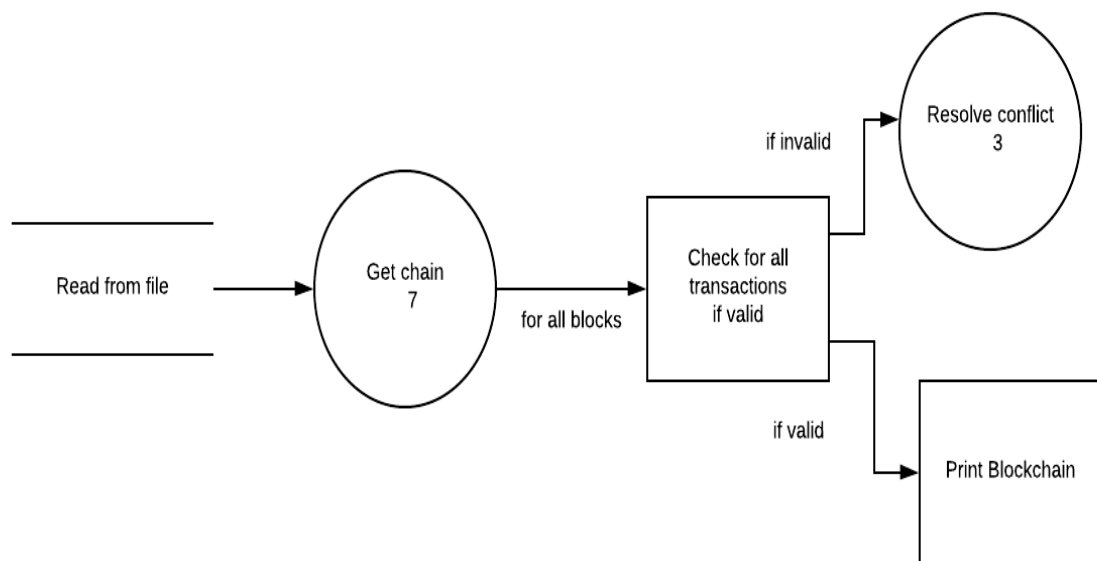 Read from file
Get chain
7
for all blocks
Check for all
transactions
if valid
if invalid
Resolve conflict
3
if valid
Print Blockchain